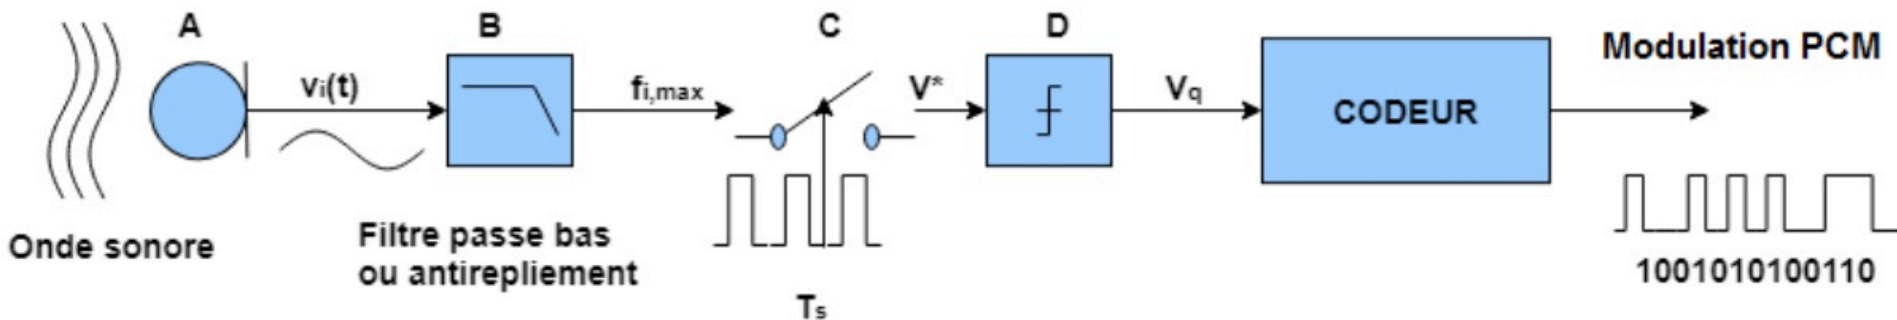 A
B
C
D
Modulation PCM
vi(t)
fi,max
V*
Vq
CODEUR
Onde sonore
Filtre passe bas
ou antirepliement
Ts
1001010100110